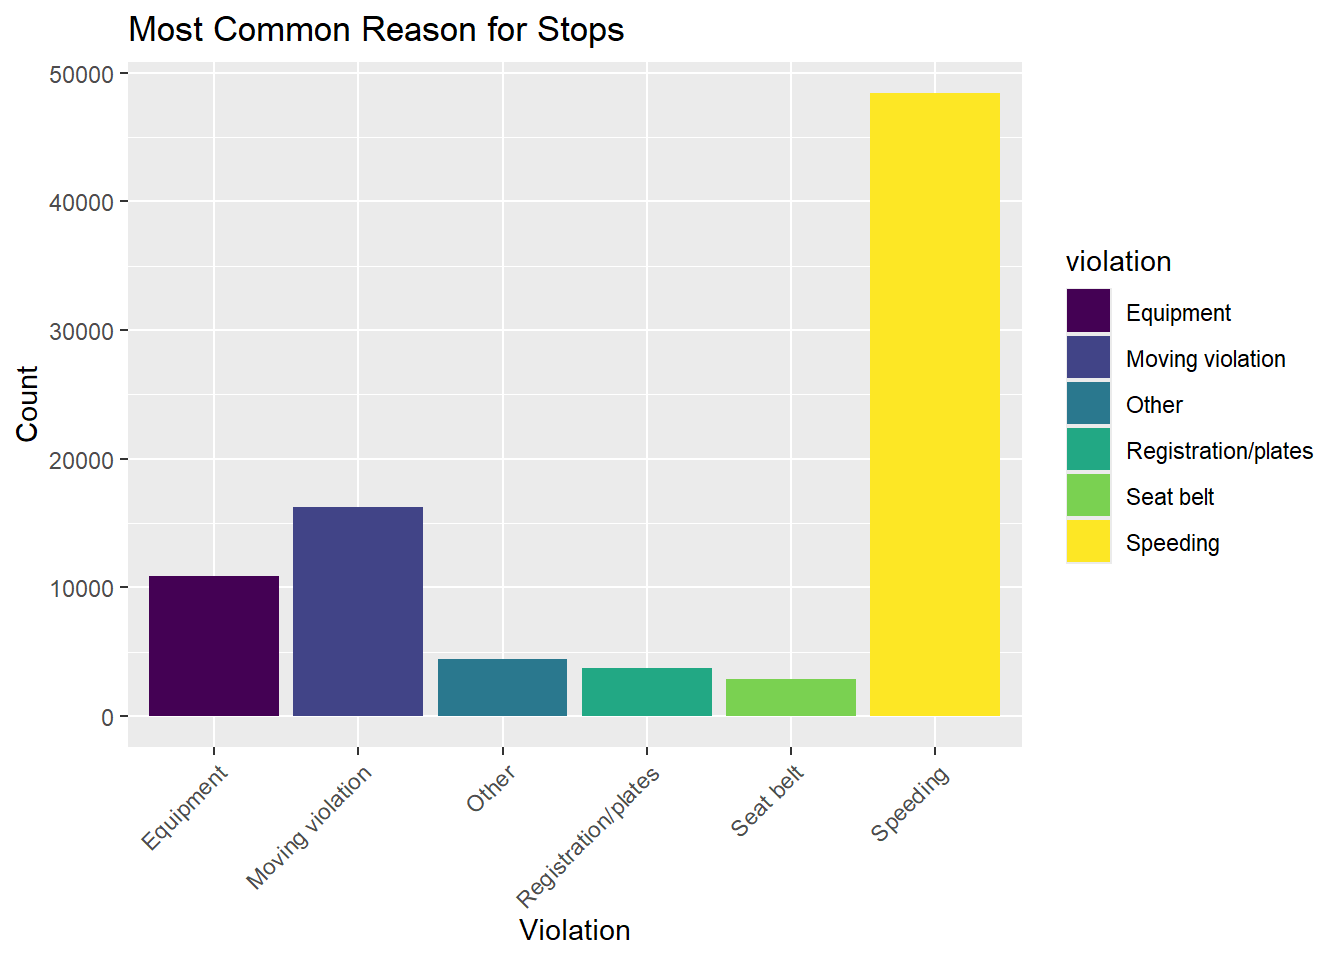 Most Common Reason for Stops
50000
40000
30000
20000
10000
0
Count
Equipment
Moving violation
Other
Registration/plates
Seat belt
Speeding
Violation
violation
Equipment
Moving violation
Other
Registration/plates
Seat belt
Speeding